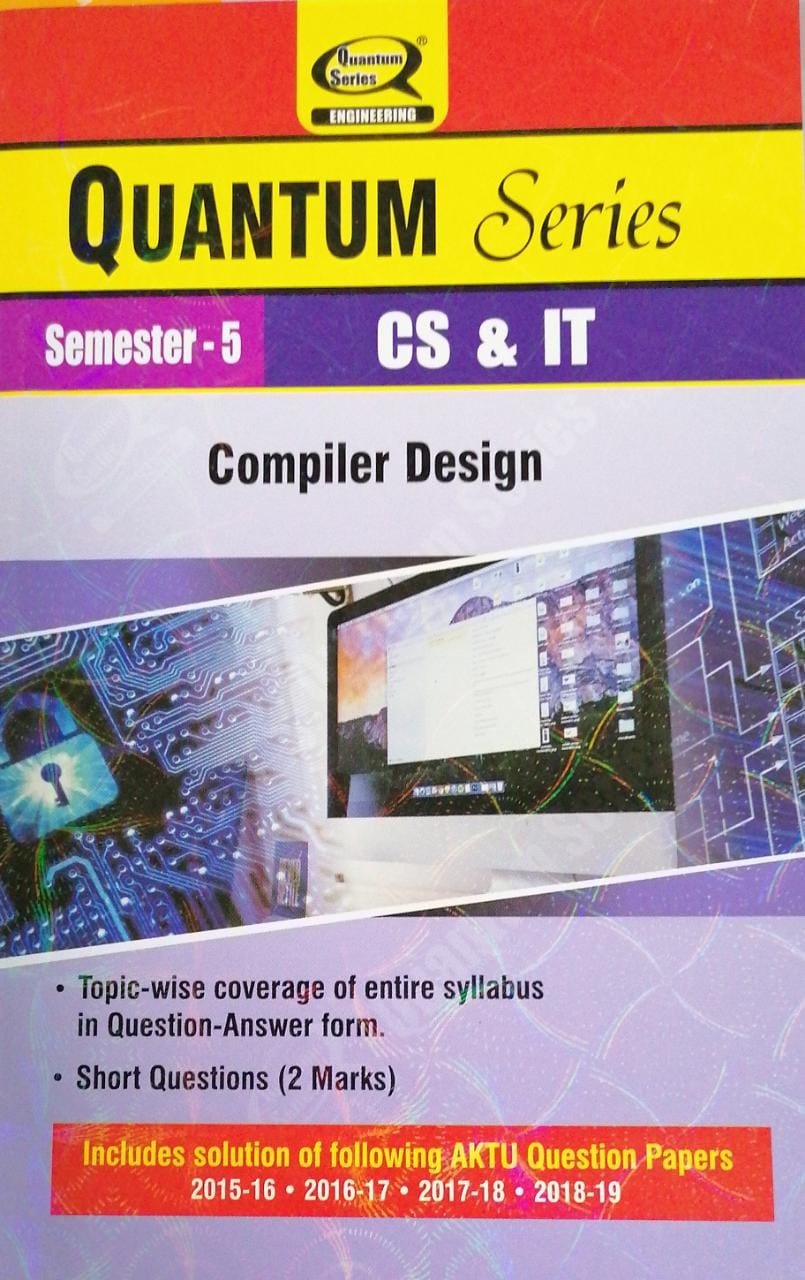 Quantum
Series
®
ENGINEERING
QUANTUM Series
Semester - 5
CS & IT
Compiler Design
• Topic-wise coverage of entire syllabus
in Question-Answer form.
• Short Questions (2 Marks)
Includes solution of following AKTU Question Papers
2015-16 • 2016-17 • 2017-18 • 2018-19